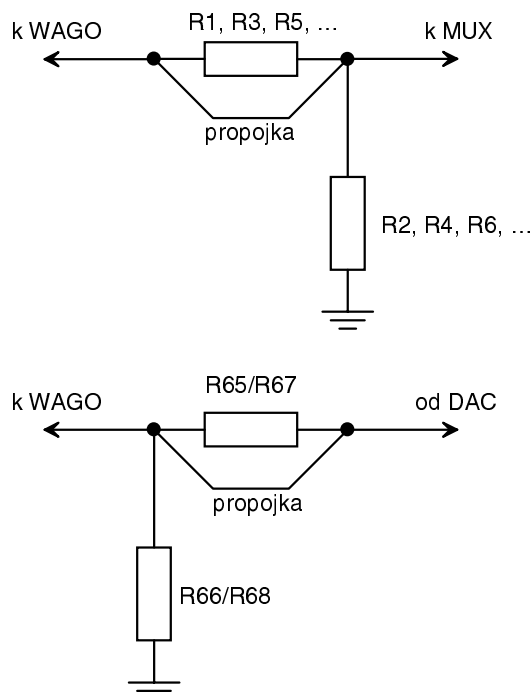 k WAGO
R1, R3, R5, ...
k MUX
propojka
R2, R4, R6, ...
k WAGO
R65/R67
od DAC
propojka
R66/R68